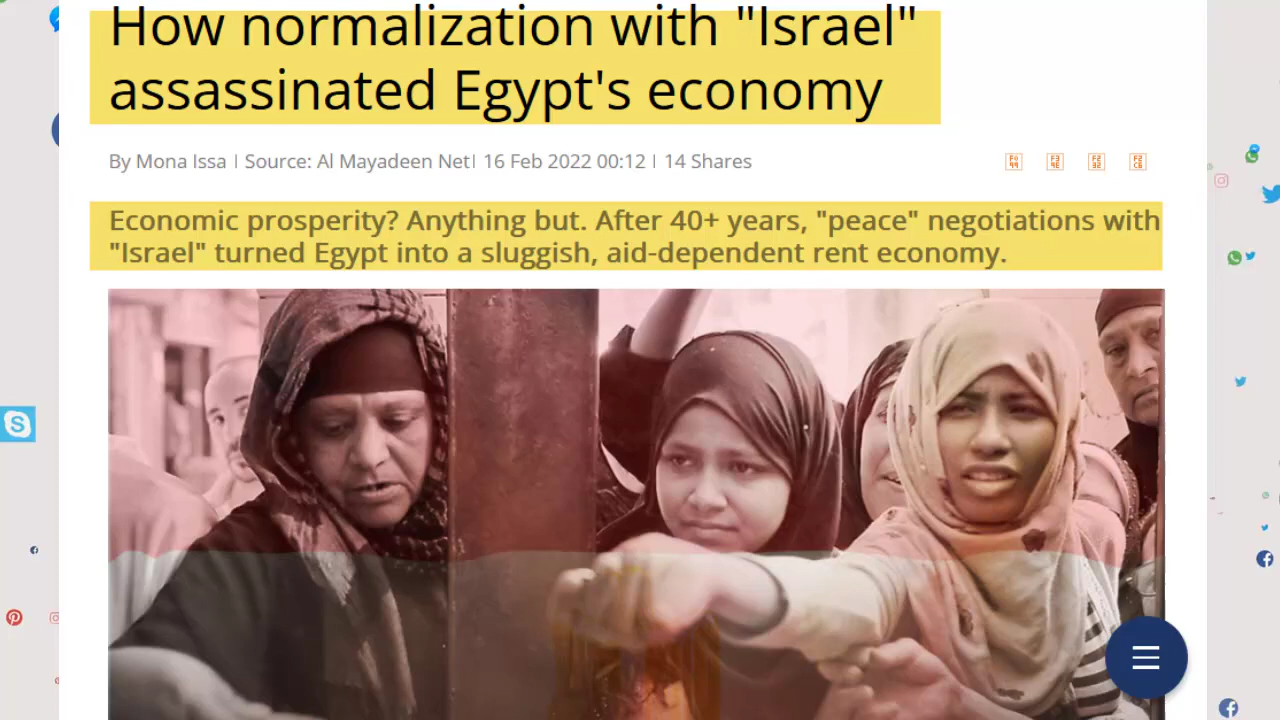 How normalization with "Israel"
assassinated Egypt's economy
By Mona Issa | Source: Al Mayadeen Net| 16 Feb 2022 00:12 | 14 Shares
Economic prosperity? Anything but. After 40+ years, "peace" negotiations with
"Israel" turned Egypt into a sluggish, aid-dependent rent economy.